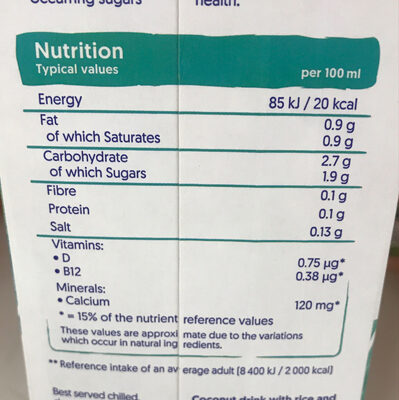 occurring sugars health.
Nutrition
Typical values per 100 ml
Energy 85 kJ / 20 kcal
Fat 0.9 g
of which Saturates 0.9 g
Carbohydrate 2.7 g
of which Sugars 1.9 g
Fibre 0.1 g
Protein 0.1 g
Salt 0.13 g
Vitamins:
• D 0.75 µg*
• B12 0.38 µg*
Minerals:
• Calcium 120 mg*
* = 15% of the nutrient reference values
These values are approximate due to the variations
which occur in natural ingredients.
** Reference intake of an average adult (8 400 kJ / 2 000 kcal)
Best served chilled. Coconut drink with rice and